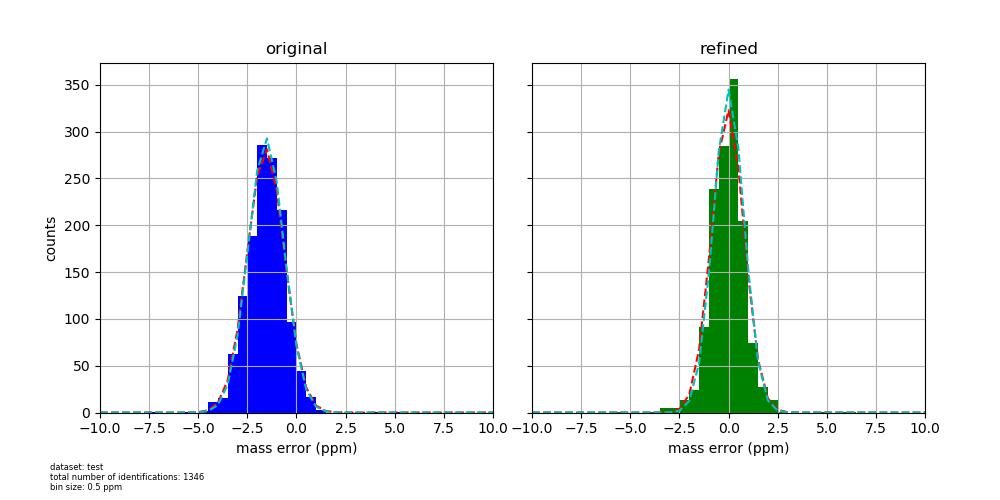 original
refined
350
300
250
200
150
100
50
0
counts
−10.0 −7.5 −5.0 −2.5 0.0 2.5 5.0 7.5 10.0
−10.0 −7.5 −5.0 −2.5 0.0 2.5 5.0 7.5 10.0
mass error (ppm)
mass error (ppm)
dataset: test
total number of identifications: 1346
bin size: 0.5 ppm